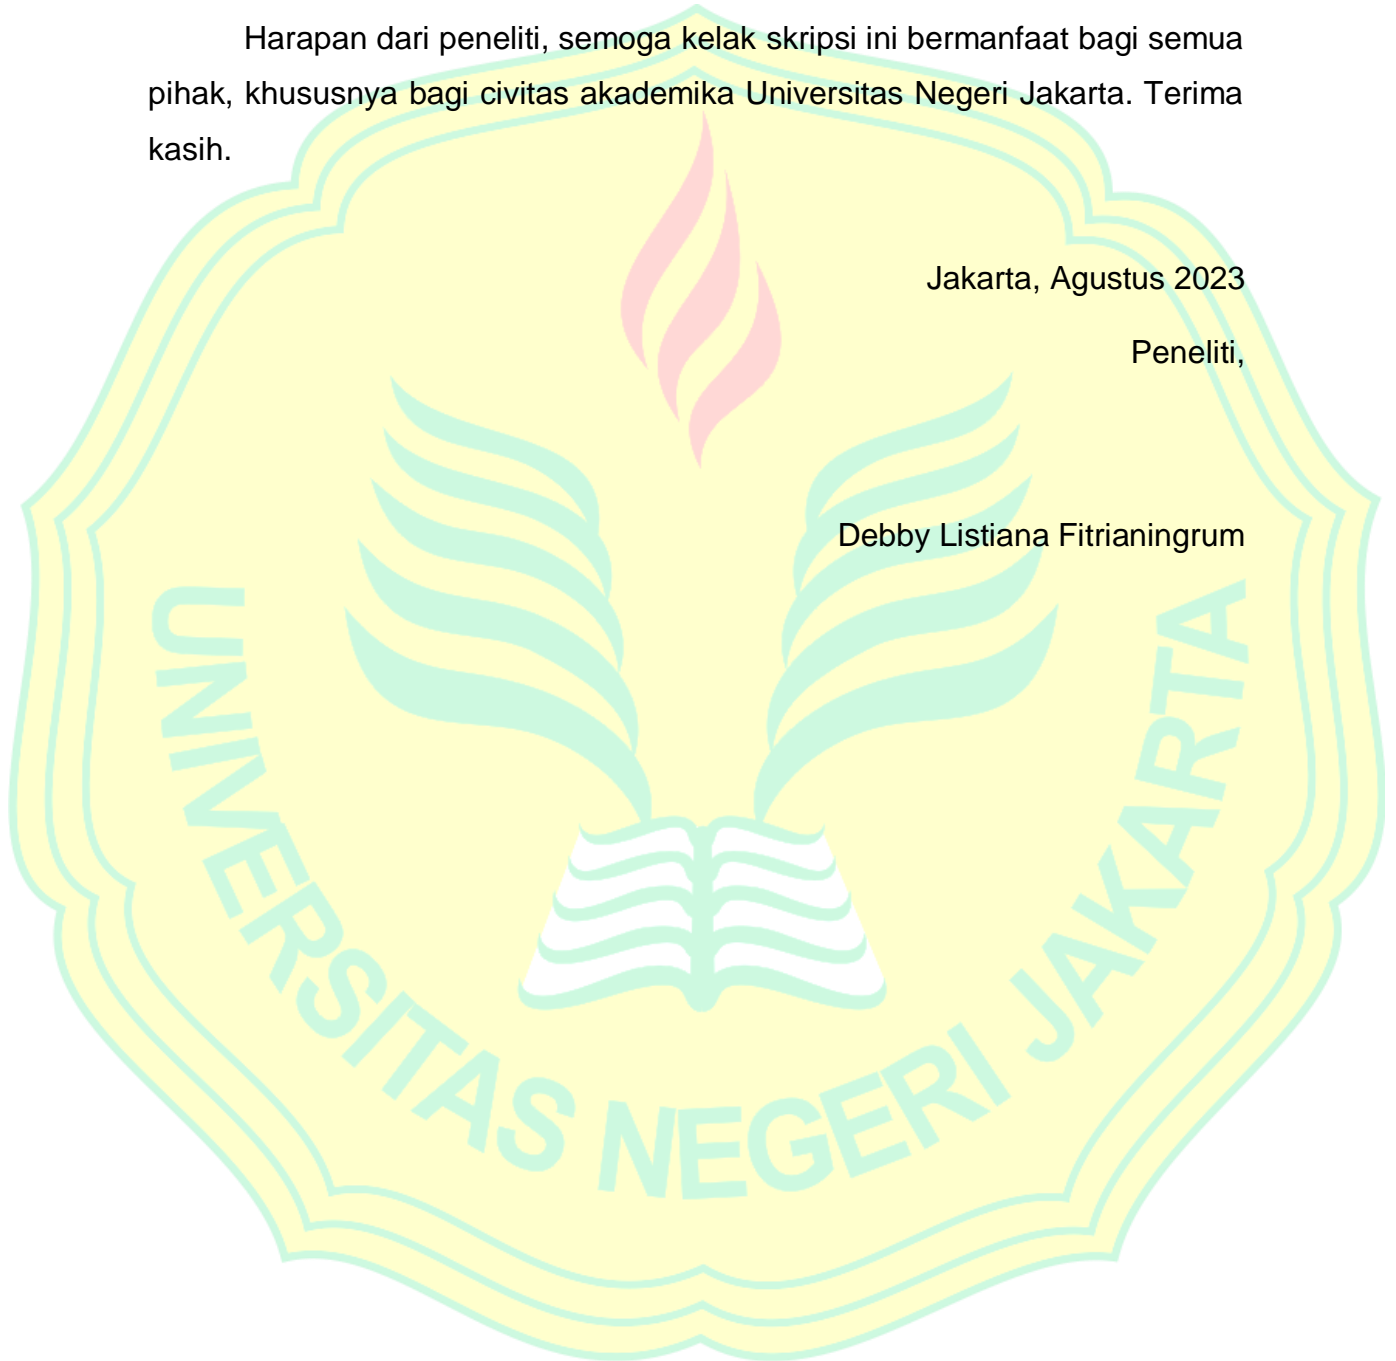 Harapan dari peneliti, semoga kelak skripsi ini bermanfaat bagi semua
pihak, khususnya bagi civitas akademika Universitas Negeri Jakarta. Terima
kasih.
Jakarta, Agustus 2023
Peneliti,
Debby Listiana Fitrianingrum
UNIVERSITAS NEGERI JAKARTA